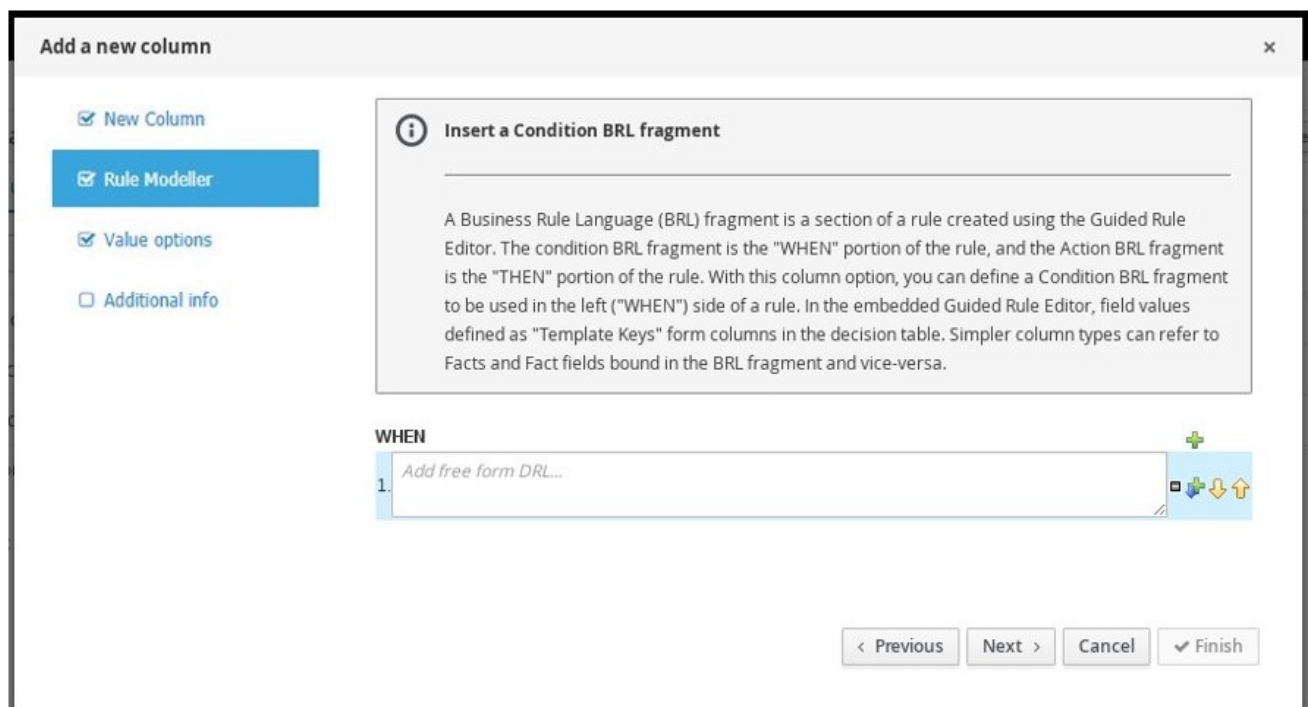 Add a new column
×
New Column
Rule Modeller
Value options
Additional info
Insert a Condition BRL fragment
A Business Rule Language (BRL) fragment is a section of a rule created using the Guided Rule
Editor. The condition BRL fragment is the "WHEN" portion of the rule, and the Action BRL fragment
is the "THEN" portion of the rule. With this column option, you can define a Condition BRL fragment
to be used in the left ("WHEN") side of a rule. In the embedded Guided Rule Editor, field values
defined as "Template Keys" form columns in the decision table. Simpler column types can refer to
Facts and Fact fields bound in the BRL fragment and vice-versa.
WHEN
1. Add free form DRL...
< Previous
Next >
Cancel
Finish